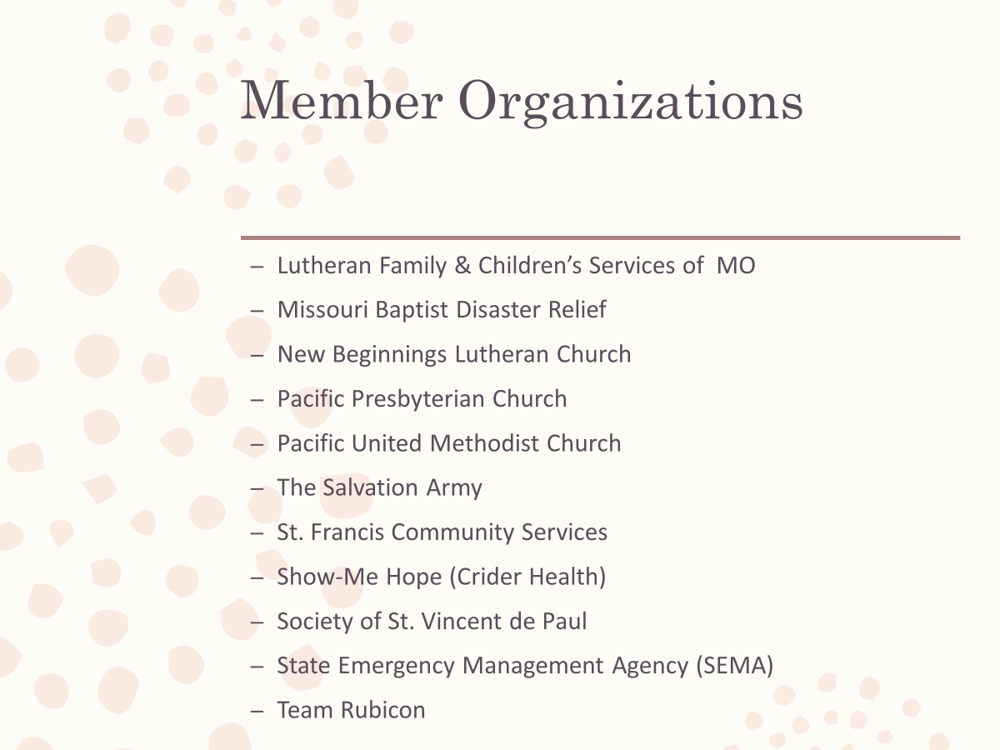 Member Organizations
– Lutheran Family & Children’s Services of  MO
– Missouri Baptist Disaster Relief
– New Beginnings Lutheran Church
– Pacific Presbyterian Church
– Pacific United Methodist Church
– The Salvation Army
– St. Francis Community Services
– Show-Me Hope (Crider Health)
– Society of St. Vincent de Paul
– State Emergency Management Agency (SEMA)
– Team Rubicon